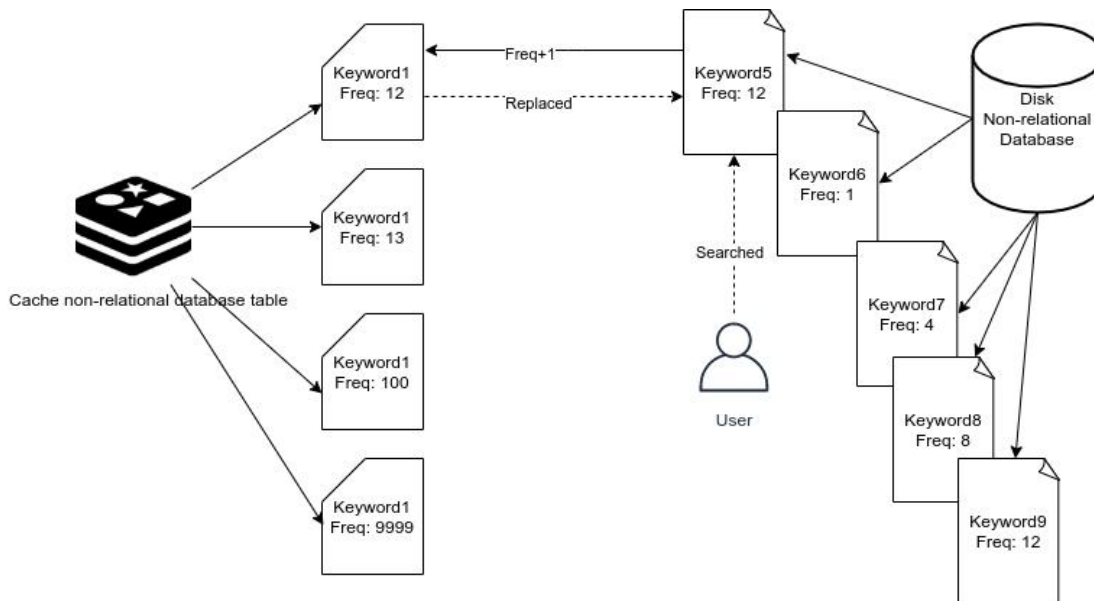 Keyword1
Freq: 12
Freq+1
Replaced
Keyword5
Freq: 12
Disk
Non-relational
Database
Keyword6
Freq: 1
Keyword1
Freq: 13
Searched
Cache non-relational database table
Keyword7
Freq: 4
Keyword1
Freq: 100
User
Keyword8
Freq: 8
Keyword1
Freq: 9999
Keyword9
Freq: 12